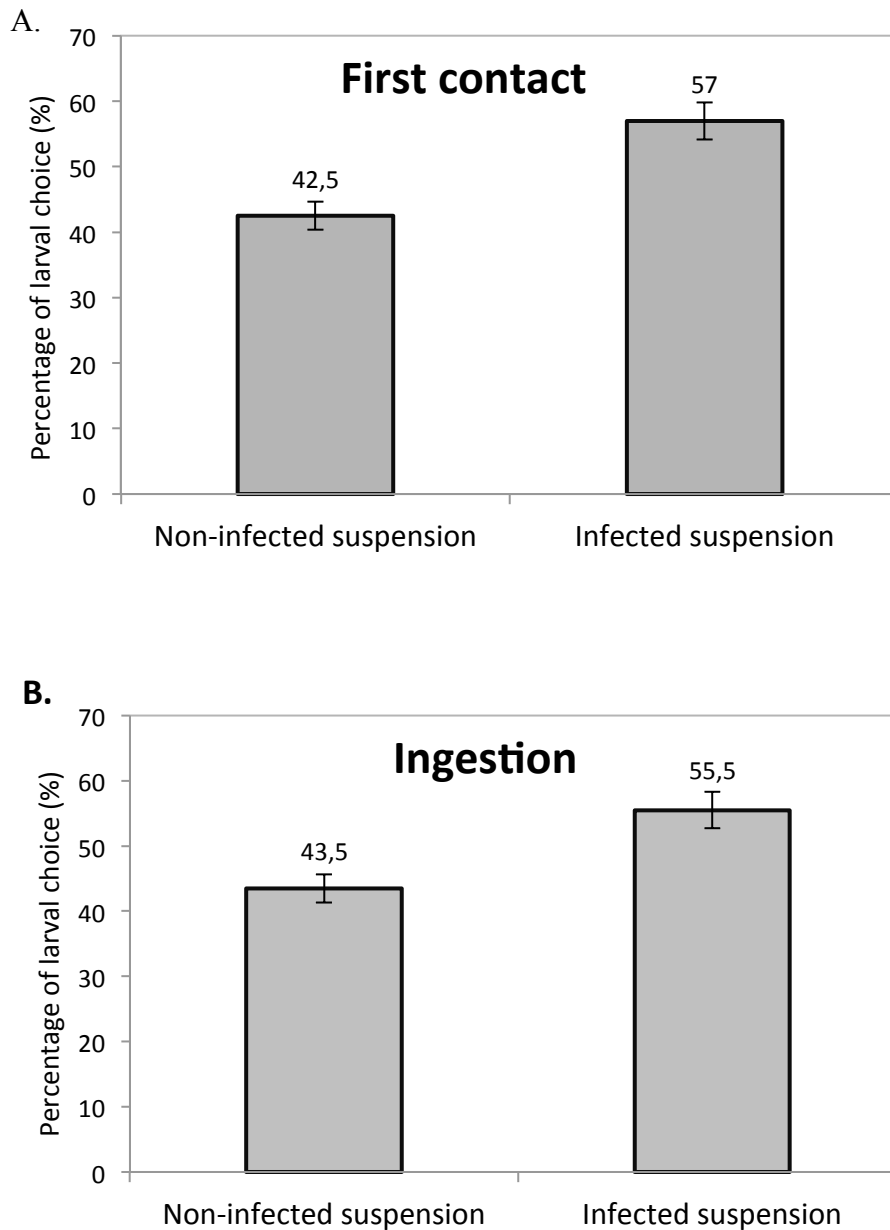 A.
First contact
Percentage of larval choice (%)
70
60
50
40
30
20
10
0
42,5
57
Non-infected suspension
Infected suspension
B.
Ingestion
Percentage of larval choice (%)
70
60
50
40
30
20
10
0
43,5
55,5
Non-infected suspension
Infected suspension